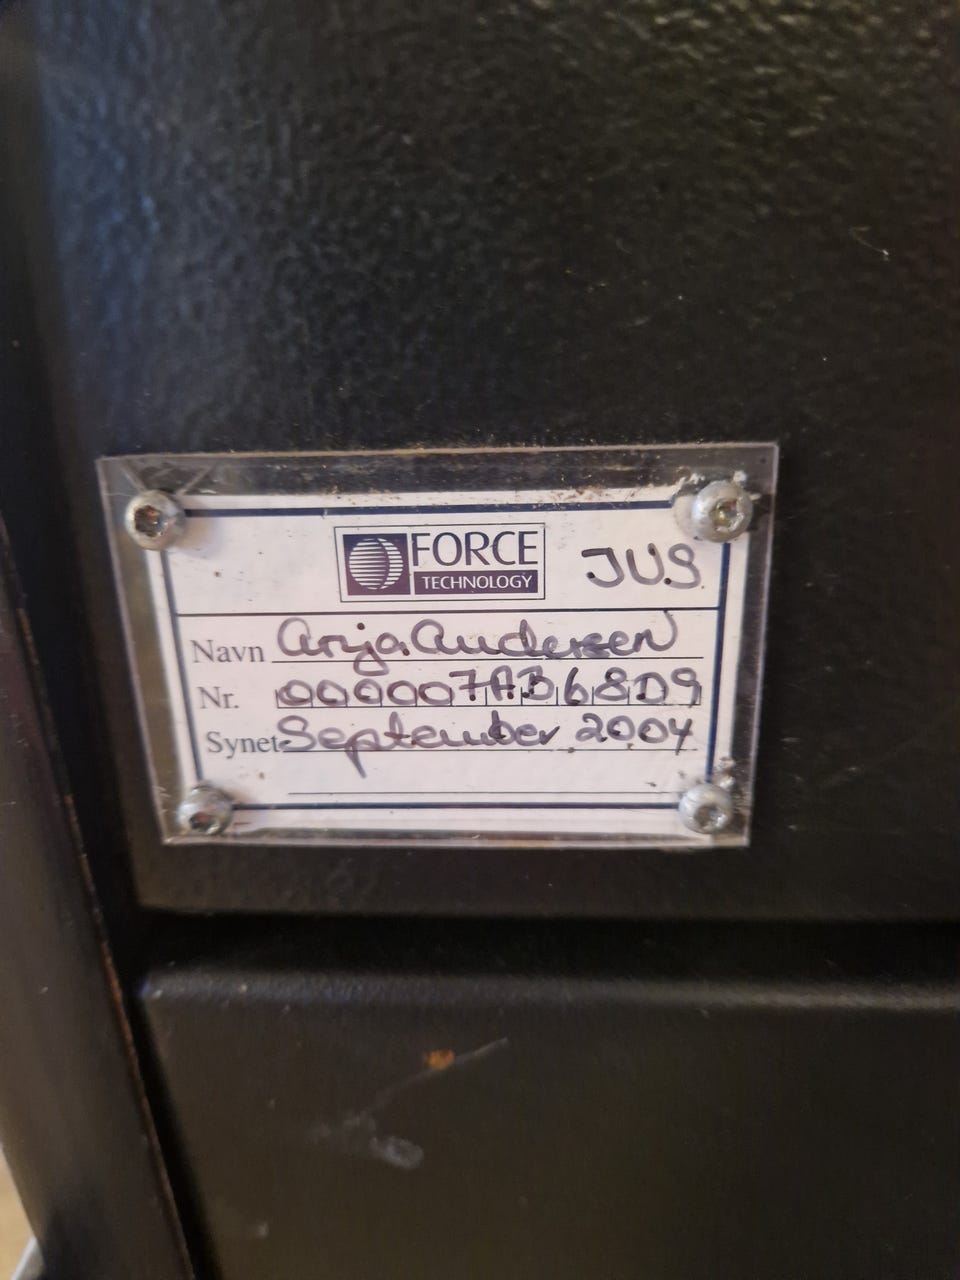 FORCE
TECHNOLOGY
JUS
Navn Anja Andersen
Nr. 000007AB68D9
Synet September 2004